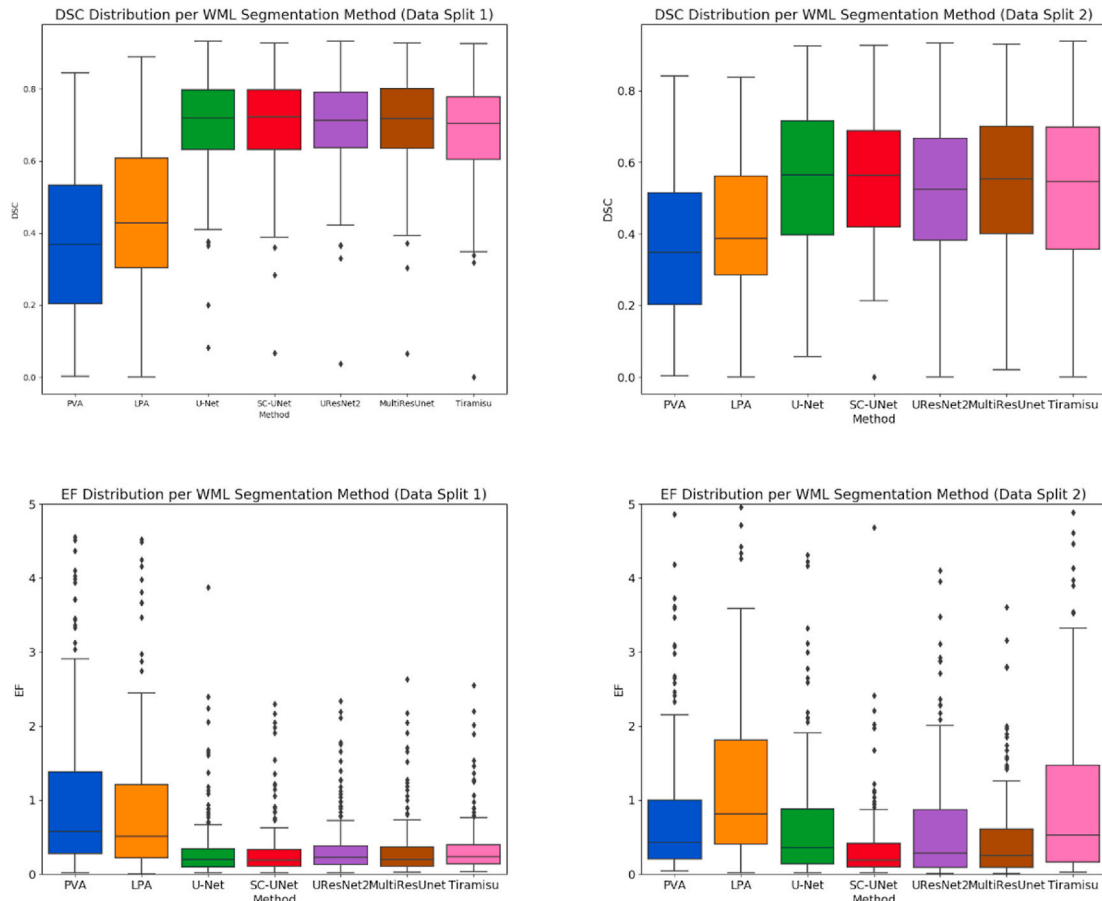 DSC Distribution per WML Segmentation Method (Data Split 1)
0.8
0.6
0.4
0.2
0.0
DSC
PVA LPA U-Net SC-UNet UResNet2 MultiResUnet Tiramisu
Method
DSC Distribution per WML Segmentation Method (Data Split 2)
0.8
0.6
0.4
0.2
0.0
DSC
PVA LPA U-Net SC-UNet UResNet2 MultiResUnet Tiramisu
Method
EF Distribution per WML Segmentation Method (Data Split 1)
5
4
3
2
1
0
EF
PVA LPA U-Net SC-UNet UResNet2 MultiResUnet Tiramisu
Method
EF Distribution per WML Segmentation Method (Data Split 2)
5
4
3
2
1
0
EF
PVA LPA U-Net SC-UNet UResNet2 MultiResUnet Tiramisu
Method